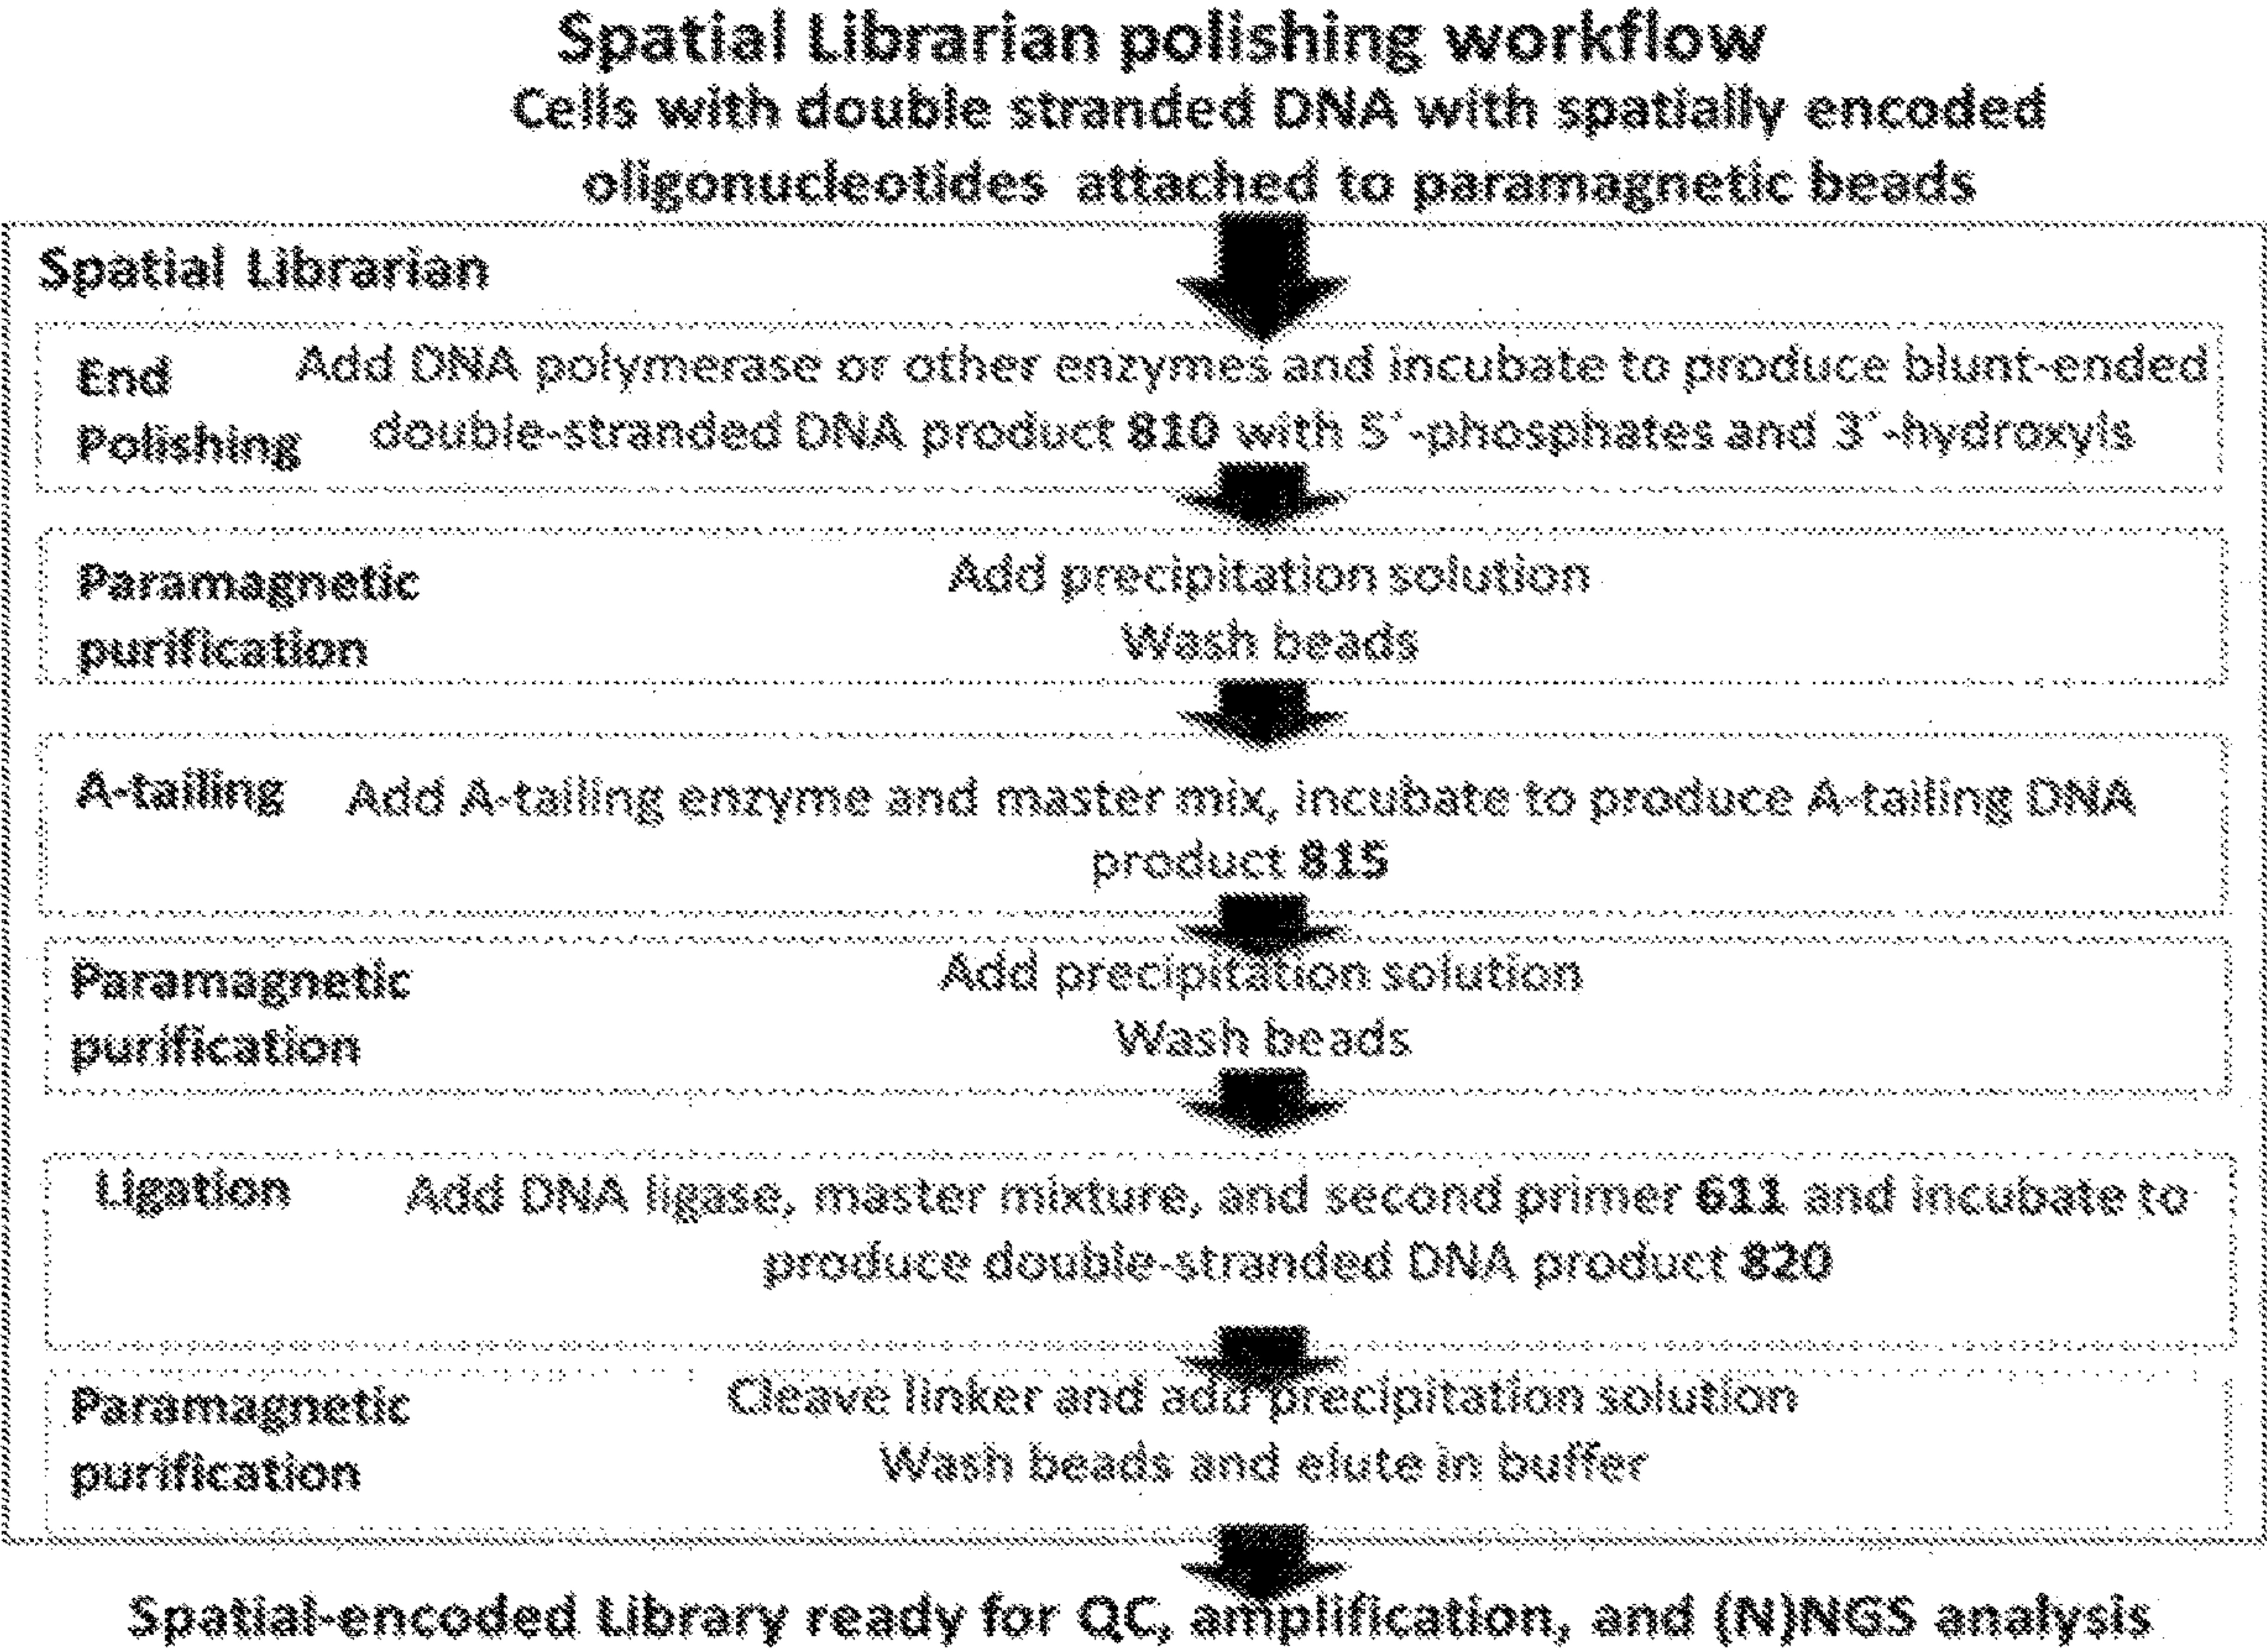 Spatial Librarian polishing workflow
Cells with double stranded DNA with spatially encoded
oligonucleotides attached to paramagnetic beads
Spatial Librarian
End
Polishing
Add DNA polymerase or other enzymes and incubate to produce blunt-ended
double-stranded DNA product 810 with 5'-phosphates and 3'-hydroxyls
Paramagnetic
purification
Add precipitation solution
Wash beads
A-tailing
Add A-tailing enzyme and master mix, incubate to produce A-tailing DNA
product 815
Paramagnetic
purification
Add precipitation solution
Wash beads
Ligation
Add DNA ligase, master mixture, and second primer 611 and incubate to
produce double-stranded DNA product 820
Paramagnetic
purification
Cleave linker and add precipitation solution
Wash beads and elute in buffer
Spatial-encoded Library ready for QC, amplification, and (N)NGS analysis